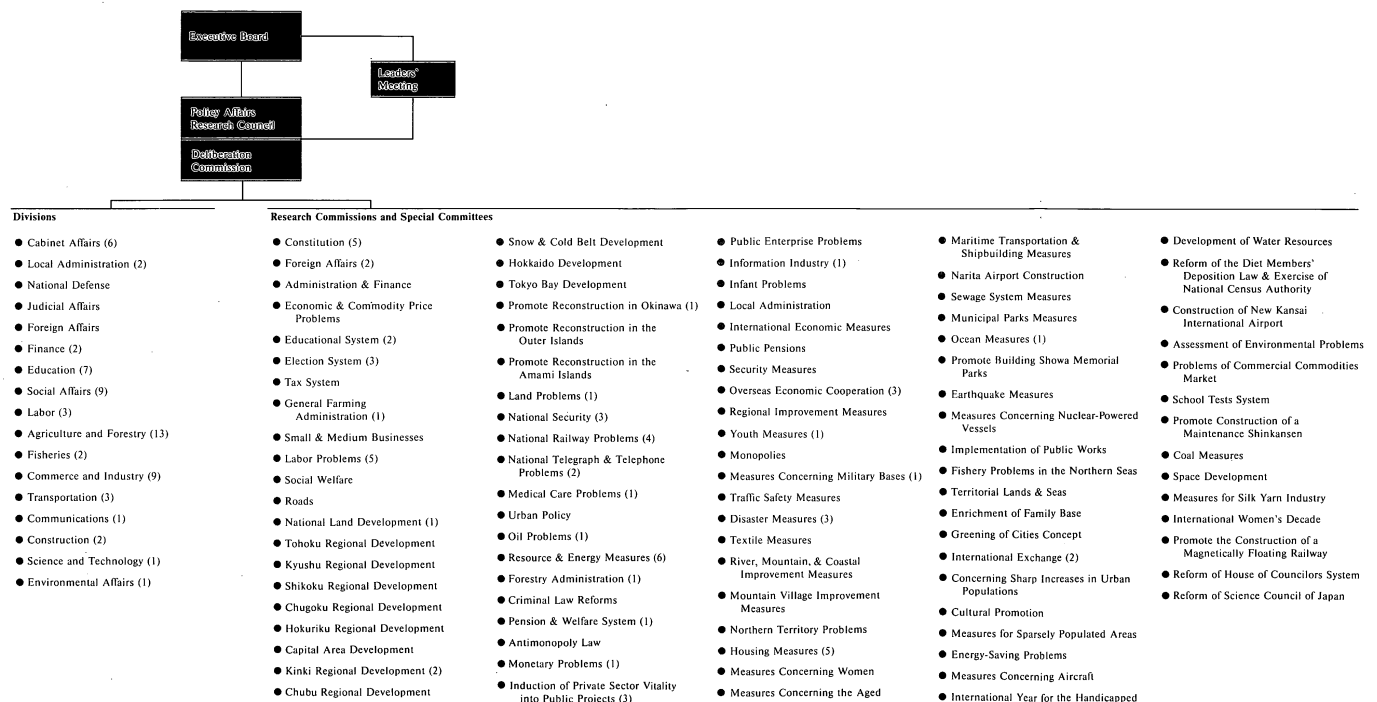 Executive Board
Leaders'
Meeting
Policy Affairs
Research Council
Deliberation
Commission
Divisions
● Cabinet Affairs (6)
● Local Administration (2)
● National Defense
● Judicial Affairs
● Foreign Affairs
● Finance (2)
● Education (7)
● Social Affairs (9)
● Labor (3)
● Agriculture and Forestry (13)
● Fisheries (2)
● Commerce and Industry (9)
● Transportation (3)
● Communications (1)
● Construction (2)
● Science and Technology (1)
● Environmental Affairs (1)
Research Commissions and Special Committees
● Constitution (5)
● Foreign Affairs (2)
● Administration & Finance
● Economic & Commodity Price
Problems
● Educational System (2)
● Election System (3)
● Tax System
● General Farming
Administration (1)
● Small & Medium Businesses
● Labor Problems (5)
● Social Welfare
● Roads
● National Land Development (1)
● Tohoku Regional Development
● Kyushu Regional Development
● Shikoku Regional Development
● Chugoku Regional Development
● Hokuriku Regional Development
● Capital Area Development
● Kinki Regional Development (2)
● Chubu Regional Development
● Snow & Cold Belt Development
● Hokkaido Development
● Tokyo Bay Development
● Promote Reconstruction in Okinawa (1)
● Promote Reconstruction in the
Outer Islands
● Promote Reconstruction in the
Amami Islands
● Land Problems (1)
● National Security (3)
● National Railway Problems (4)
● National Telegraph & Telephone
Problems (2)
● Medical Care Problems (1)
● Urban Policy
● Oil Problems (1)
● Resource & Energy Measures (6)
● Forestry Administration (1)
● Criminal Law Reforms
● Pension & Welfare System (1)
● Antimonopoly Law
● Monetary Problems (1)
● Induction of Private Sector Vitality
into Public Projects (3)
● Public Enterprise Problems
● Information Industry (1)
● Infant Problems
● Local Administration
● International Economic Measures
● Public Pensions
● Security Measures
● Overseas Economic Cooperation (3)
● Regional Improvement Measures
● Youth Measures (1)
● Monopolies
● Measures Concerning Military Bases (1)
● Traffic Safety Measures
● Disaster Measures (3)
● Textile Measures
● River, Mountain, & Coastal
Improvement Measures
● Mountain Village Improvement
Measures
● Northern Territory Problems
● Housing Measures (5)
● Measures Concerning Women
● Measures Concerning the Aged
● Maritime Transportation &
Shipbuilding Measures
● Narita Airport Construction
● Sewage System Measures
● Municipal Parks Measures
● Ocean Measures (1)
● Promote Building Showa Memorial
Parks
● Earthquake Measures
● Measures Concerning Nuclear-Powered
Vessels
● Implementation of Public Works
● Fishery Problems in the Northern Seas
● Territorial Lands & Seas
● Enrichment of Family Base
● Greening of Cities Concept
● International Exchange (2)
● Concerning Sharp Increases in Urban
Populations
● Cultural Promotion
● Measures for Sparsely Populated Areas
● Energy-Saving Problems
● Measures Concerning Aircraft
● International Year for the Handicapped
● Development of Water Resources
● Reform of the Diet Members'
Deposition Law & Exercise of
National Census Authority
● Construction of New Kansai
International Airport
● Assessment of Environmental Problems
● Problems of Commercial Commodities
Market
● School Tests System
● Promote Construction of a
Maintenance Shinkansen
● Coal Measures
● Space Development
● Measures for Silk Yarn Industry
● International Women's Decade
● Promote the Construction of a
Magnetically Floating Railway
● Reform of House of Councilors System
● Reform of Science Council of Japan